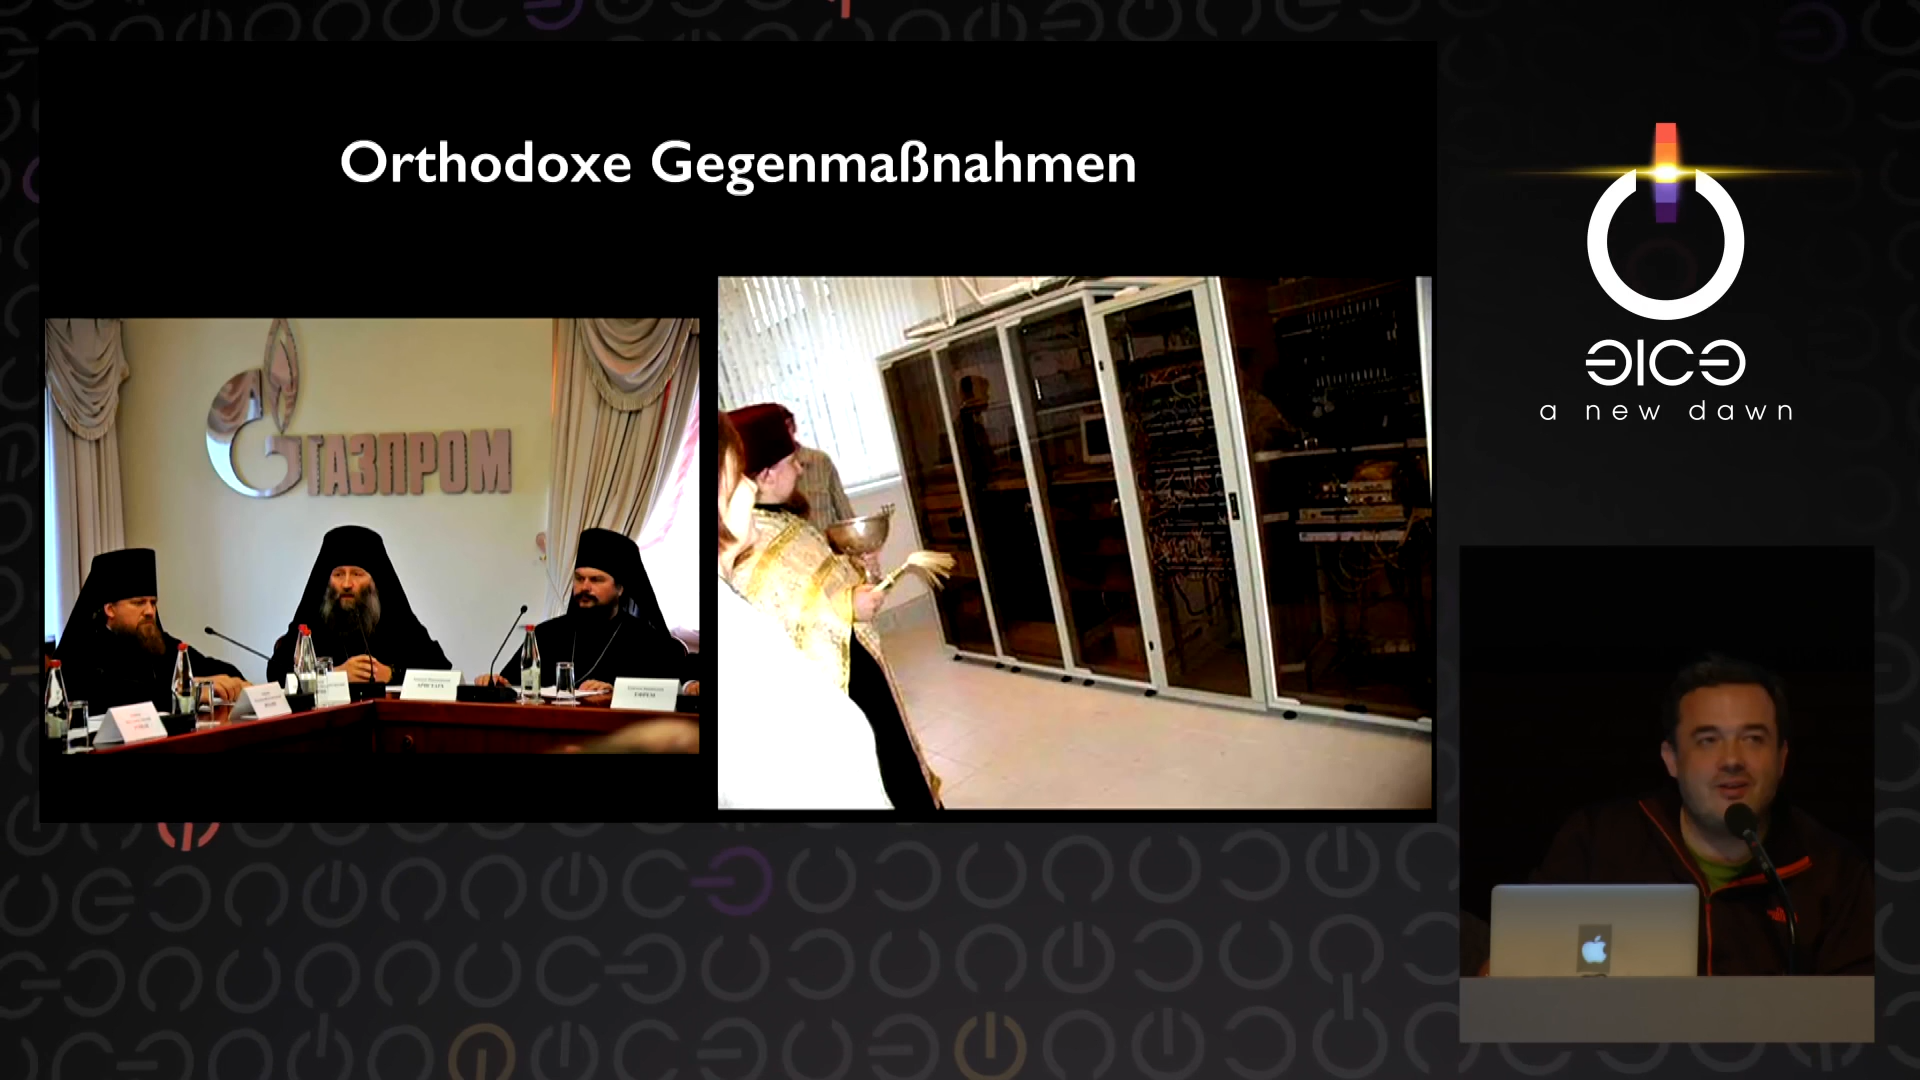 Orthodoxe Gegenmaßnahmen
ГАЗПРОМ
a new dawn